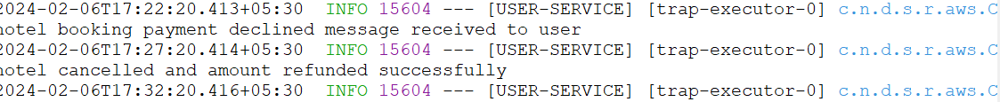 2024-02-06T17:22:20.413+05:30  INFO 15604 --- [USER-SERVICE] [trap-executor-0] c.n.d.s.r.aws.C
hotel booking payment declined message received to user
2024-02-06T17:27:20.414+05:30  INFO 15604 --- [USER-SERVICE] [trap-executor-0] c.n.d.s.r.aws.C
hotel cancelled and amount refunded successfully
2024-02-06T17:32:20.416+05:30  INFO 15604 --- [USER-SERVICE] [trap-executor-0] c.n.d.s.r.aws.C